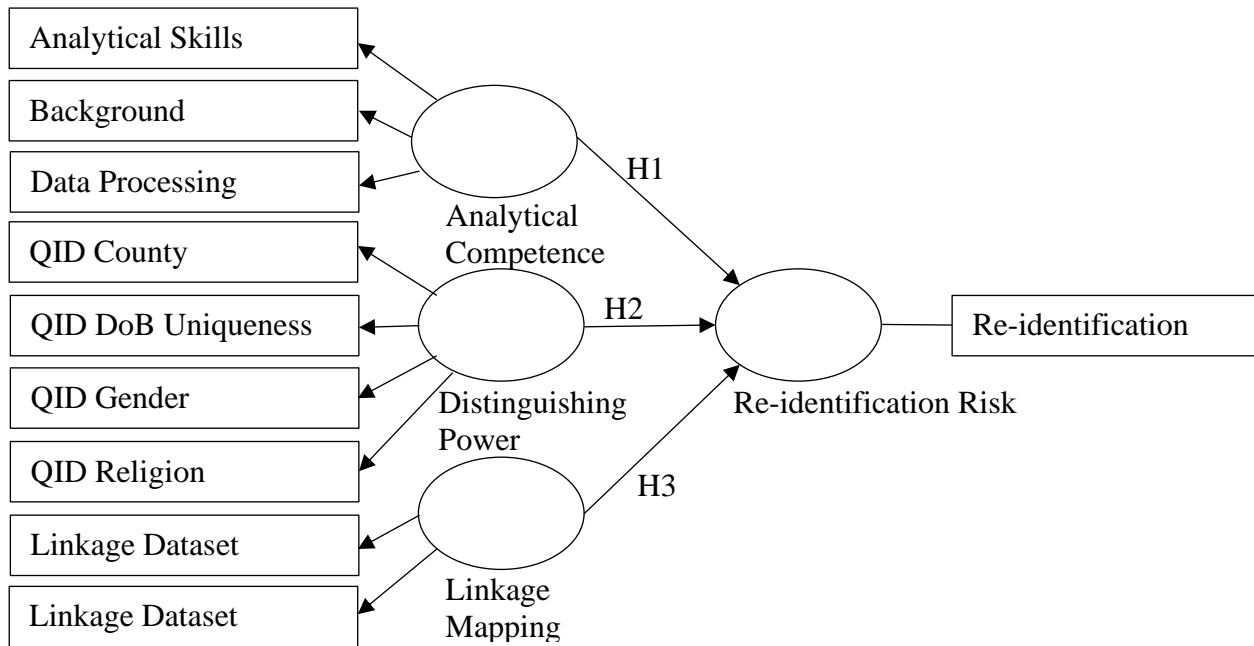 Analytical Skills
Background
Data Processing
QID County
QID DoB Uniqueness
QID Gender
QID Religion
Linkage Dataset
Linkage Dataset
Analytical
Competence
Distinguishing
Power
Linkage
Mapping
H1
H2
H3
Re-identification Risk
Re-identification